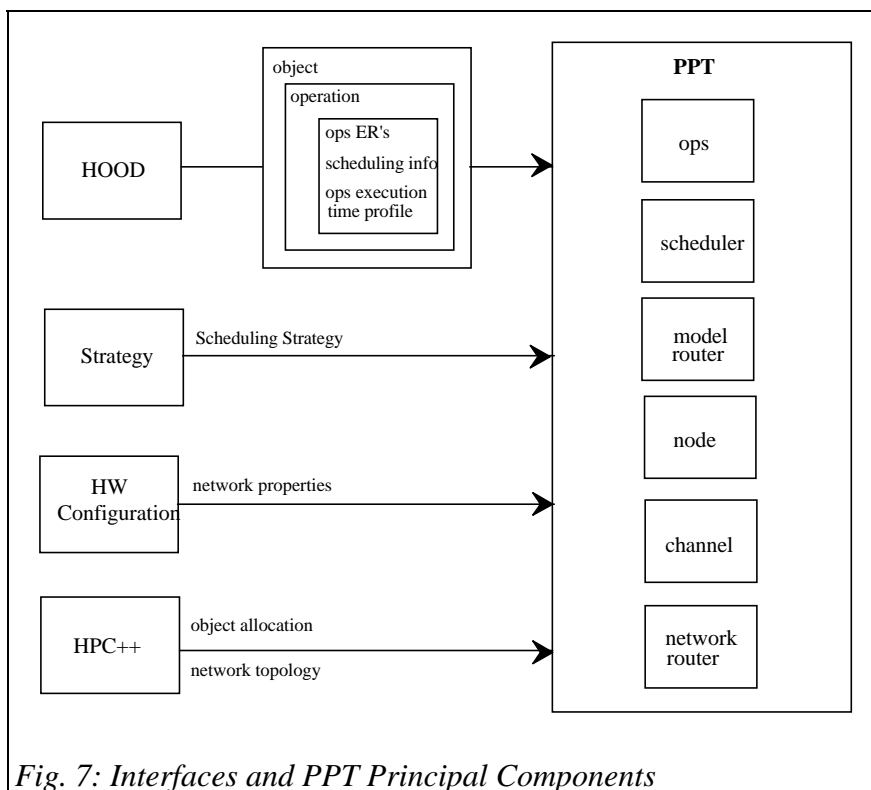 object
PPT
operation
ops ER's
HOOD
scheduling info
ops
ops execution
time profile
scheduler
Strategy
Scheduling Strategy
model
router
node
HW
Configuration
network properties
channel
HPC++
object allocation
network topology
network
router
Fig. 7: Interfaces and PPT Principal Components